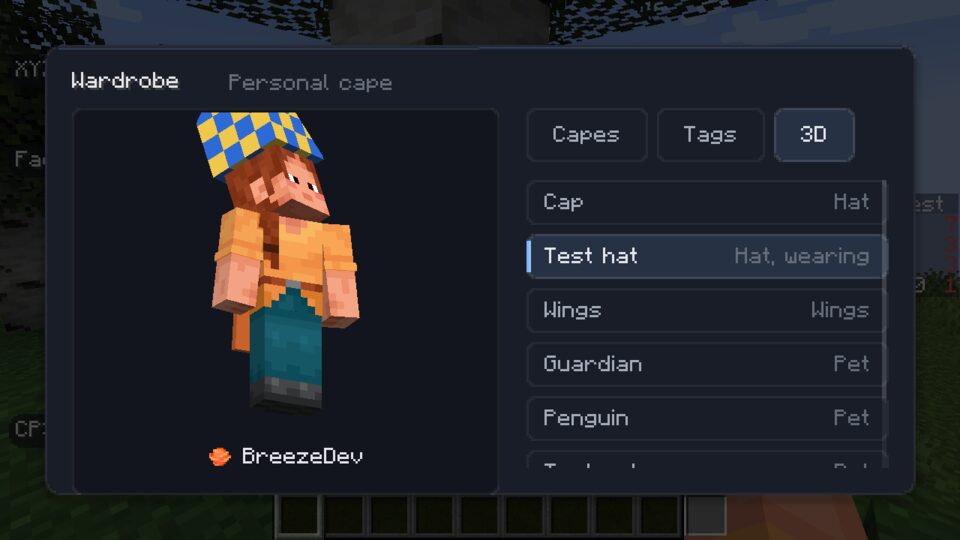 Wardrobe Personal cape
XYZ
Capes Tags 3D
Cap Hat
Test hat Hat, wearing
Wings Wings
Guardian Pet
Penguin Pet
BreezeDev